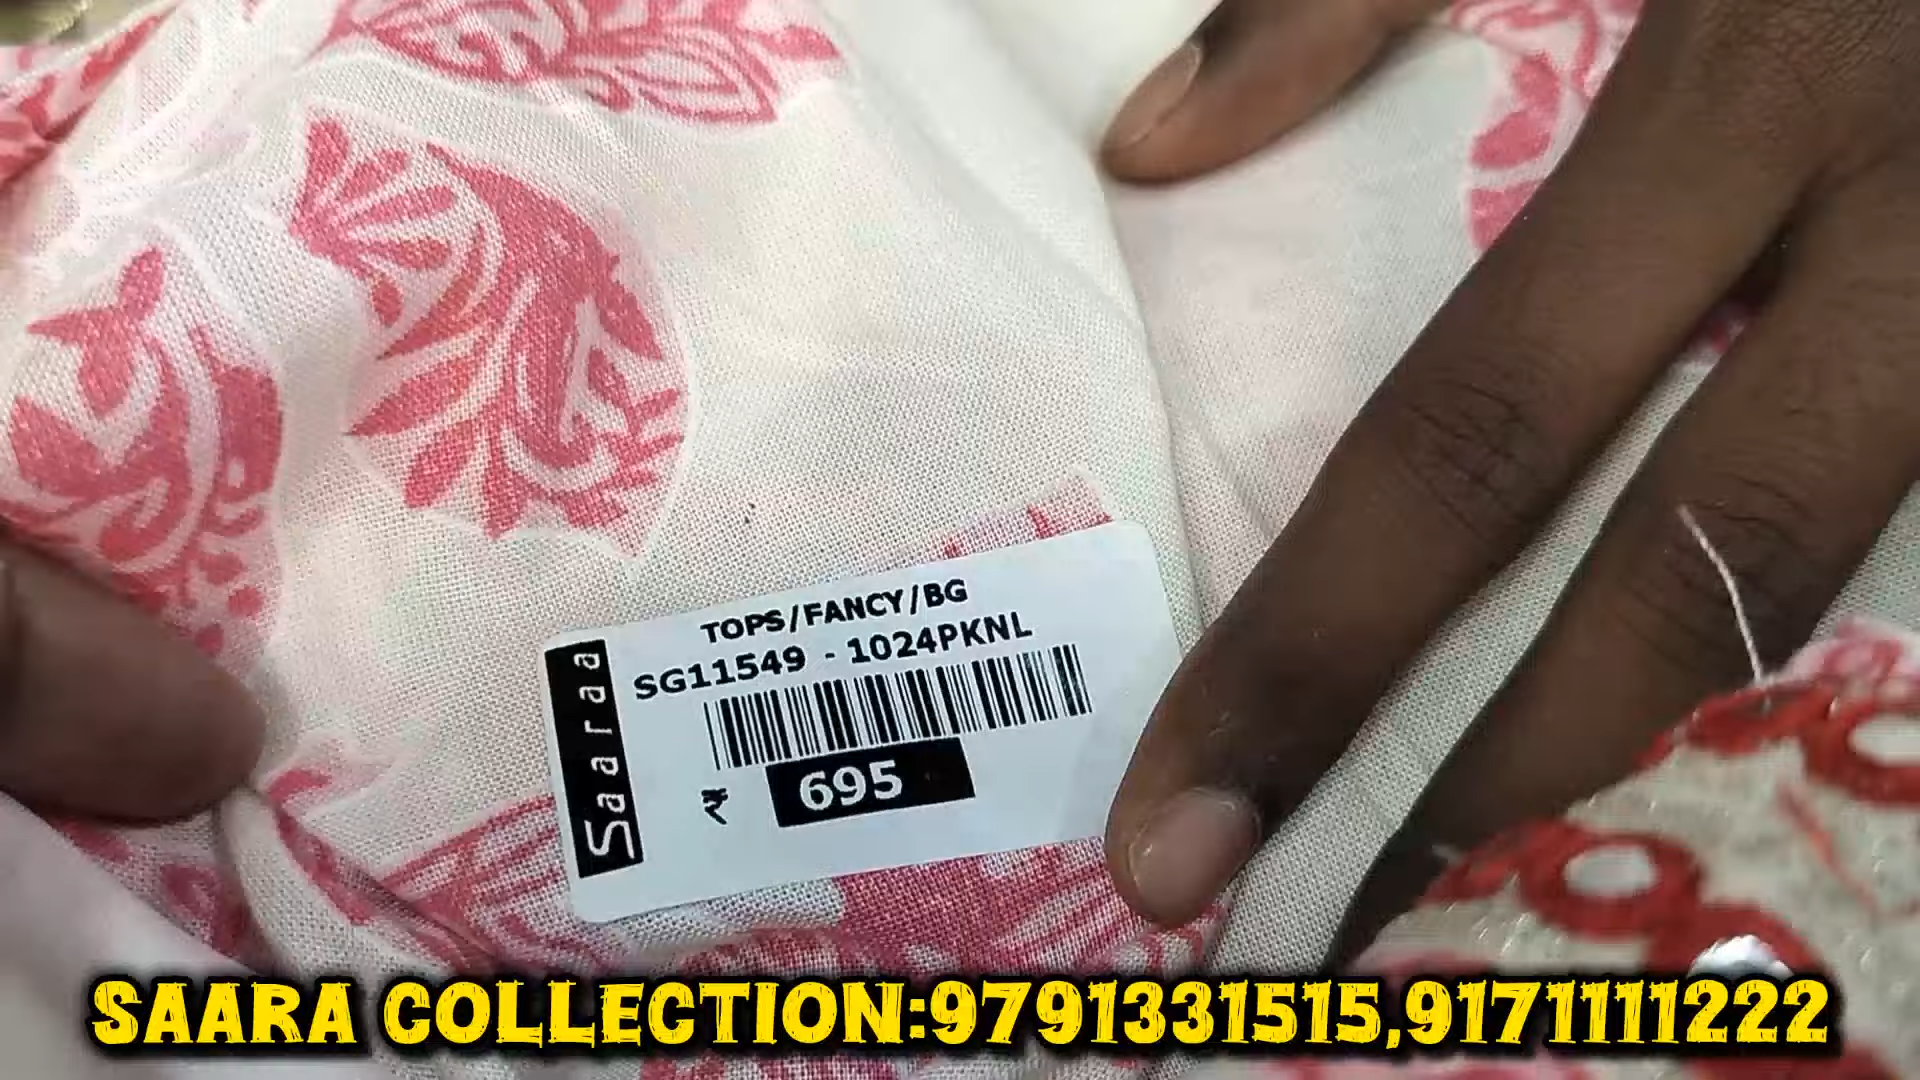 TOPS/FANCY/BG
SG11549 - 1024PKNL
Saaraa
₹ 695
SAARA COLLECTION:9791331515,9171111222